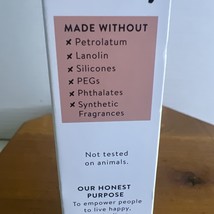 MADE WITHOUT
x Petrolatum
x Lanolin
x Silicones
x PEGs
x Phthalates
x Synthetic
Fragrances
Not tested
on animals.
OUR HONEST
PURPOSE
To empower people
to live happy,